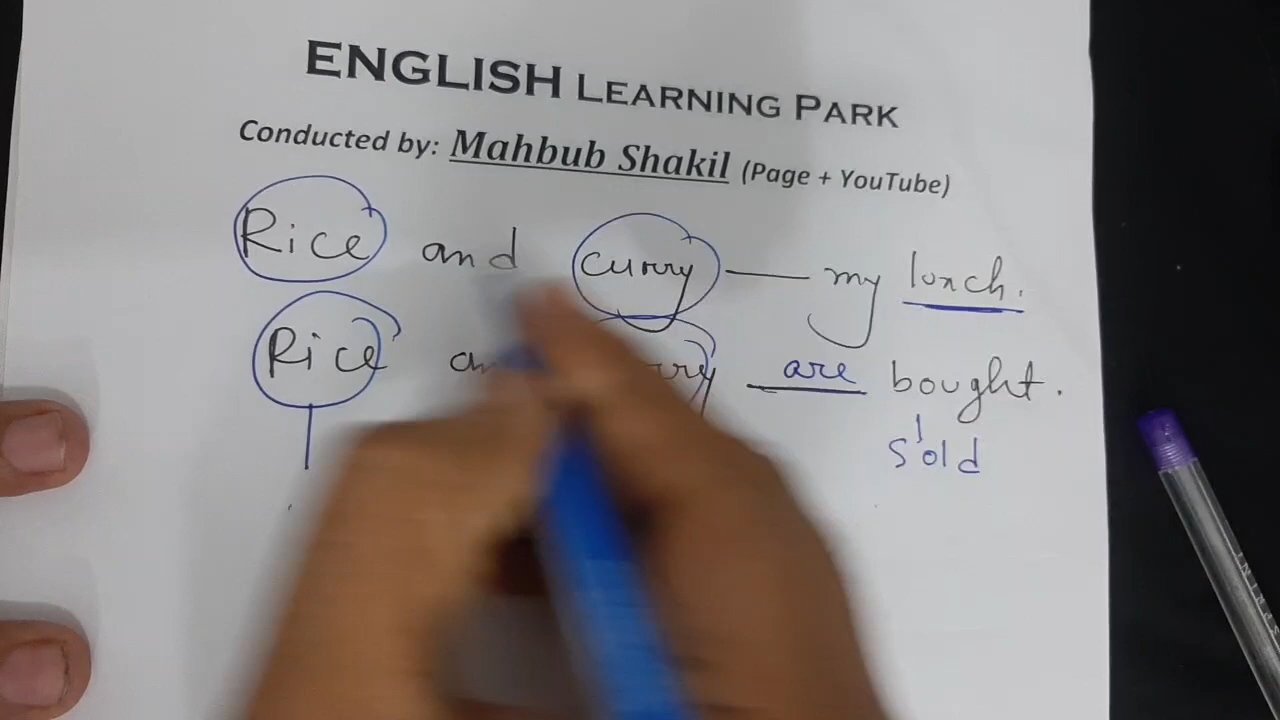 ENGLISH LEARNING PARK
Conducted by: Mahbub Shakil (Page + YouTube)
Rice and curry — my lunch.
Rice are bought.
sold